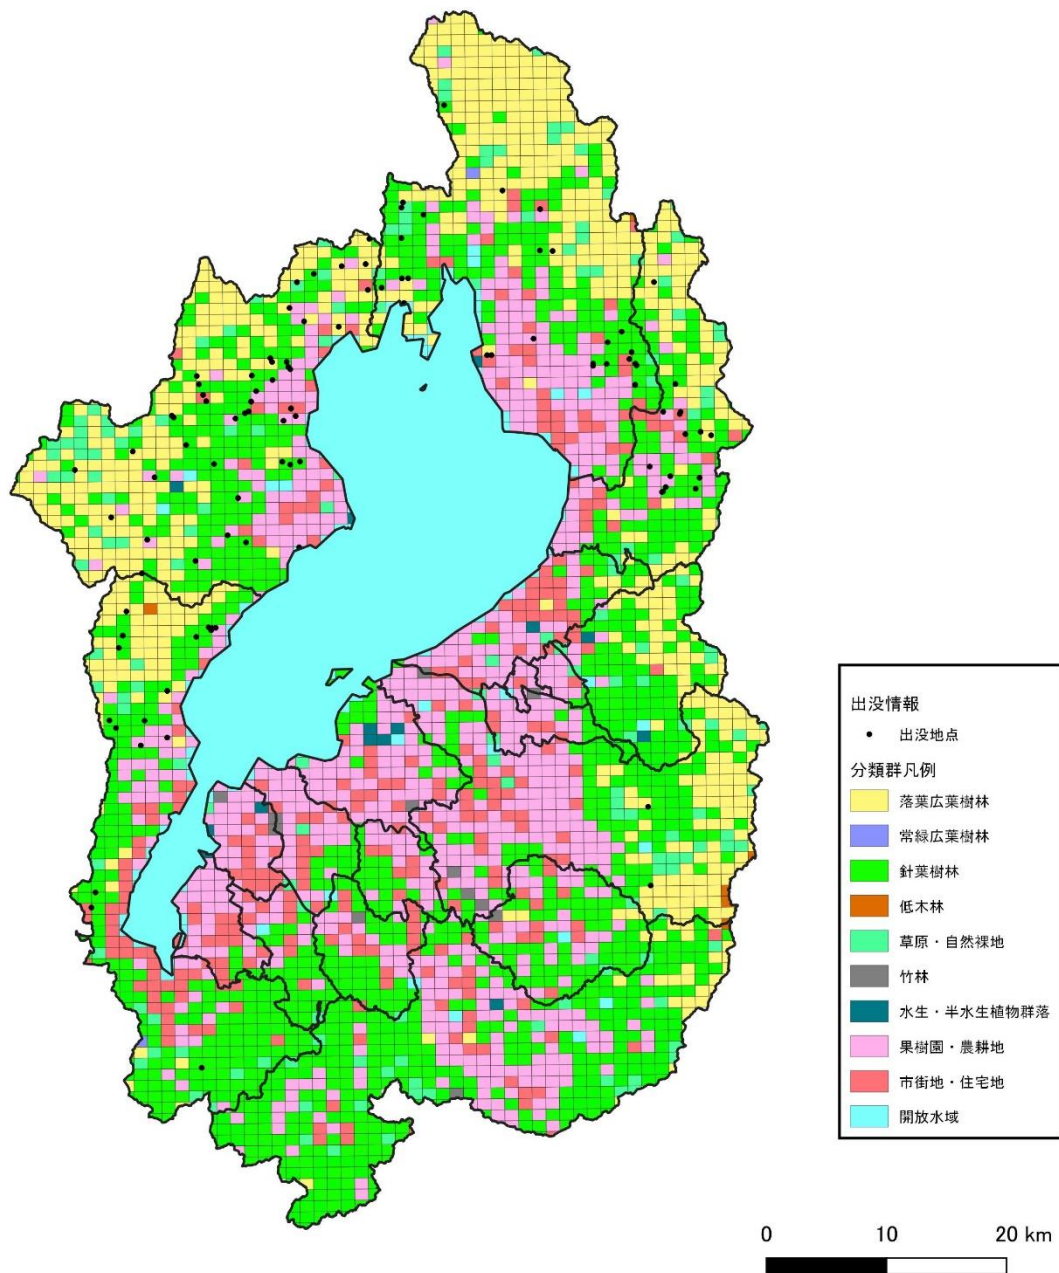 出没情報
出没地点
分類群凡例
落葉広葉樹林
常緑広葉樹林
針葉樹林
低木林
草原・自然裸地
竹林
水生・半水生植物群落
果樹園・農耕地
市街地・住宅地
開放水域
0 10 20 km